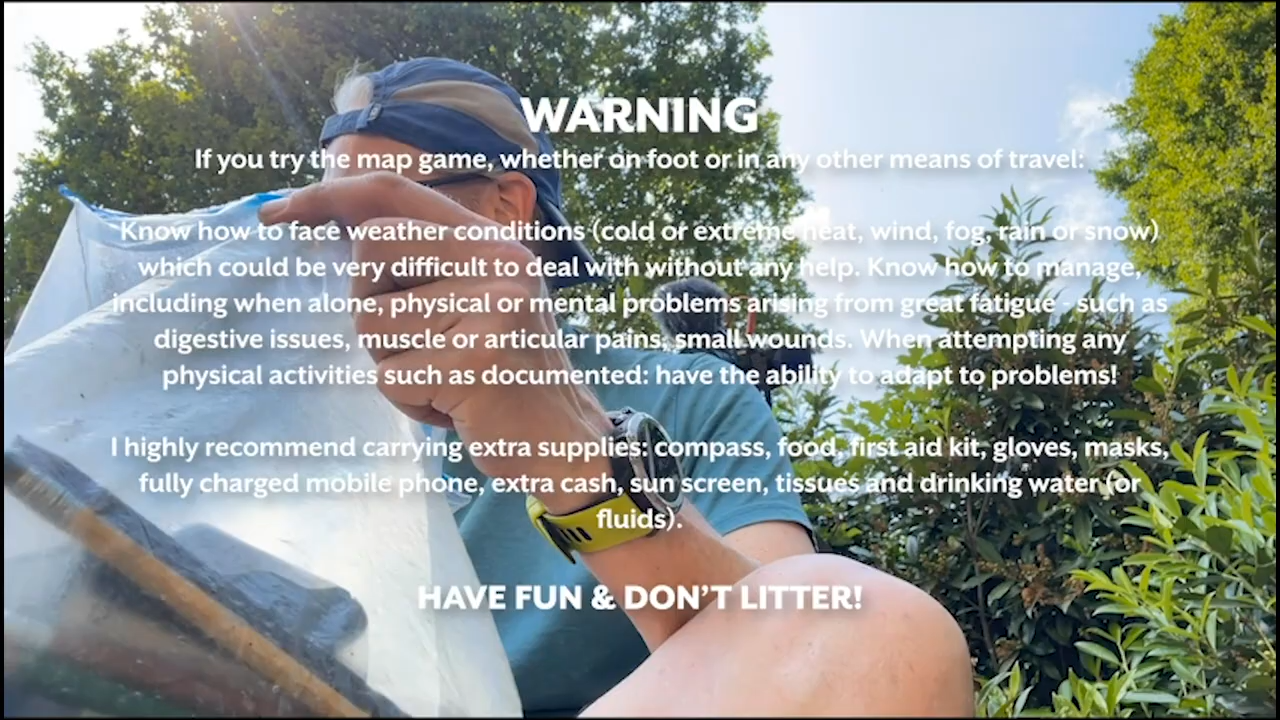 WARNING
If you try the map game, whether on foot or in any other means of travel:
Know how to face weather conditions (cold or extreme heat, wind, fog, rain or snow)
which could be very difficult to deal with without any help. Know how to manage,
including when alone, physical or mental problems arising from great fatigue - such as
digestive issues, muscle or articular pains, small wounds. When attempting any
physical activities such as documented: have the ability to adapt to problems!
I highly recommend carrying extra supplies: compass, food, first aid kit, gloves, masks,
fully charged mobile phone, extra cash, sun screen, tissues and drinking water (or
fluids).
HAVE FUN & DON'T LITTER!